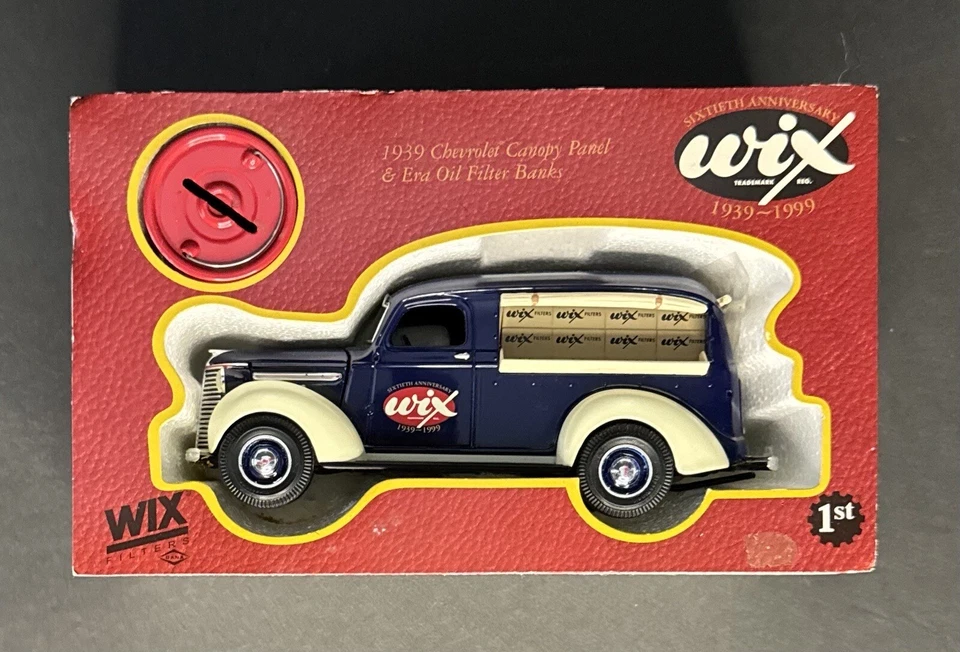 SIXTIETH ANNIVERSARY
wix
TRADEMARK REG.
1939~1999
1939 Chevrolet Canopy Panel
& Era Oil Filter Banks
wix FILTERS wix FILTERS wix FILTERS wix FILTERS
wix FILTERS wix FILTERS wix FILTERS wix FILTERS
SIXTIETH ANNIVERSARY
wix
1939~1999
WIX
FILTERS
DANA
1st